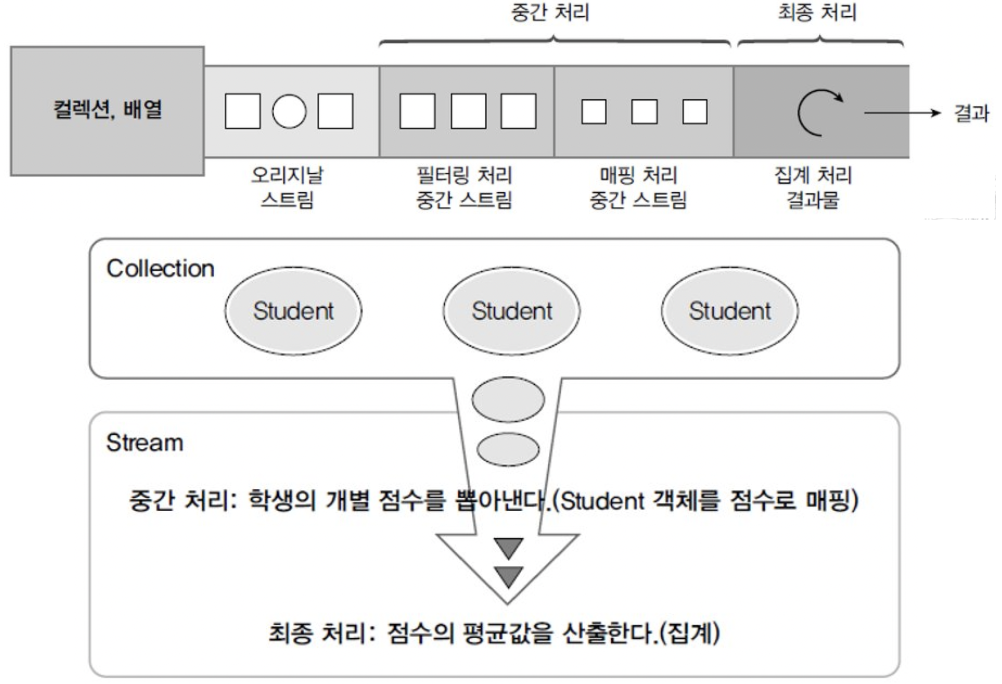 중간 처리
최종 처리
컬렉션, 배열
결과
오리지날
스트림
필터링 처리
중간 스트림
매핑 처리
중간 스트림
집계 처리
결과물
Collection
Student
Student
Student
Stream
중간 처리: 학생의 개별 점수를 뽑아낸다.(Student 객체를 점수로 매핑)
최종 처리: 점수의 평균값을 산출한다.(집계)